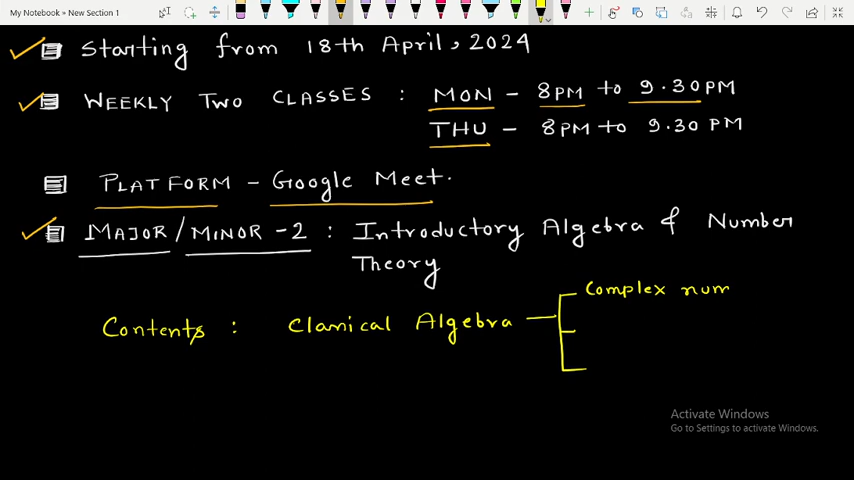 My Notebook » New Section 1
Starting from 18th April, 2024
WEEKLY TWO CLASSES : MON - 8PM to 9.30PM
THU - 8PM to 9.30 PM
PLATFORM - Google Meet.
MAJOR/MINOR-2 : Introductory Algebra & Number
Theory
Contents : Classical Algebra
Complex num
Activate Windows
Go to Settings to activate Windows.